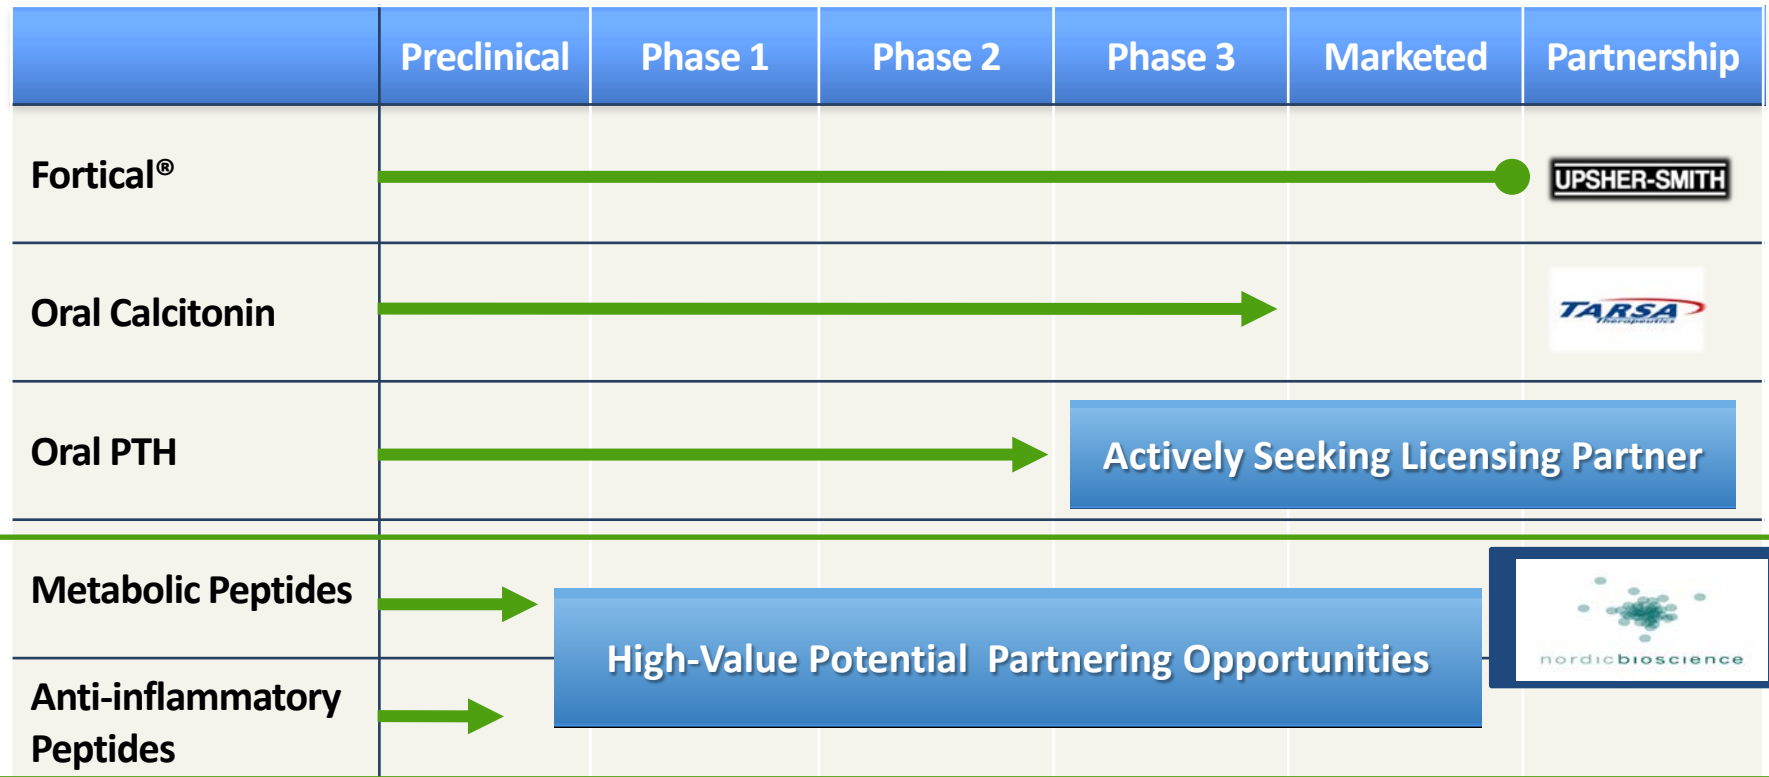 Preclinical Phase 1 Phase 2 Phase 3 Marketed Partnership
Fortical®
UPSHER-SMITH
Oral Calcitonin
TARSA
Therapeutics
Oral PTH
Actively Seeking Licensing Partner
Metabolic Peptides
High-Value Potential Partnering Opportunities
nordicbioscience
Anti-inflammatory
Peptides